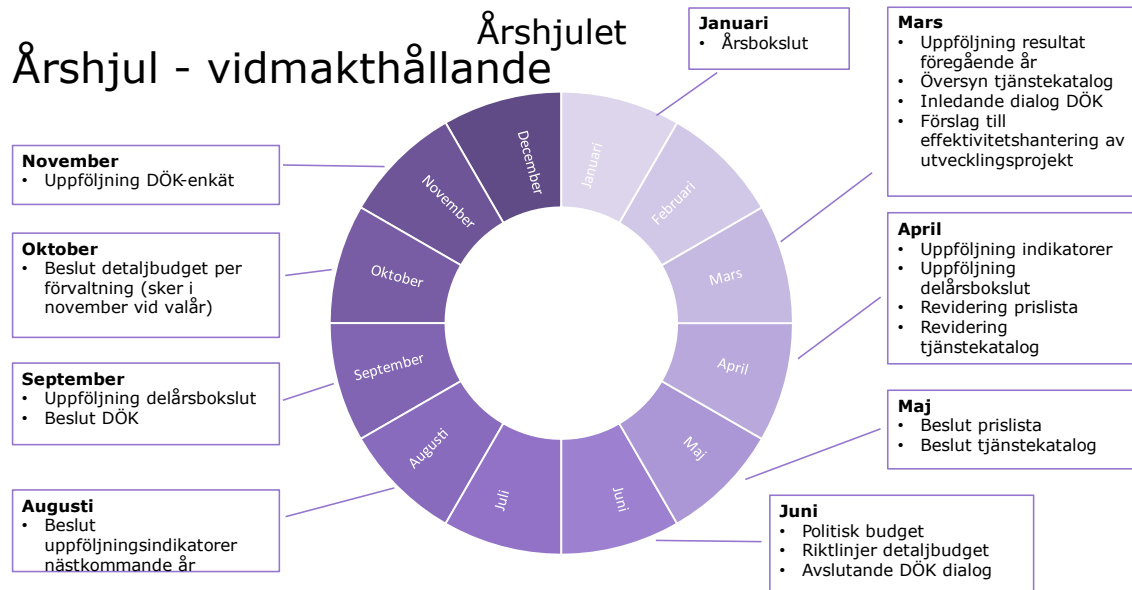 Årshjulet
Årshjul - vidmakthållande
Januari
• Årsbokslut
Mars
• Uppföljning resultat
föregående år
• Översyn tjänstekatalog
• Inledande dialog DÖK
• Förslag till
effektivitetshantering av
utvecklingsprojekt
April
• Uppföljning indikatorer
• Uppföljning
delårsbokslut
• Revidering prislista
• Revidering
tjänstekatalog
Maj
• Beslut prislista
• Beslut tjänstekatalog
Juni
• Politisk budget
• Riktlinjer detaljbudget
• Avslutande DÖK dialog
November
• Uppföljning DÖK-enkät
Oktober
• Beslut detaljbudget per
förvaltning (sker i
november vid valår)
September
• Uppföljning delårsbokslut
• Beslut DÖK
Augusti
• Beslut
uppföljningsindikatorer
nästkommande år
Januari
Februari
Mars
April
Maj
Juni
Juli
Augusti
September
Oktober
November
December